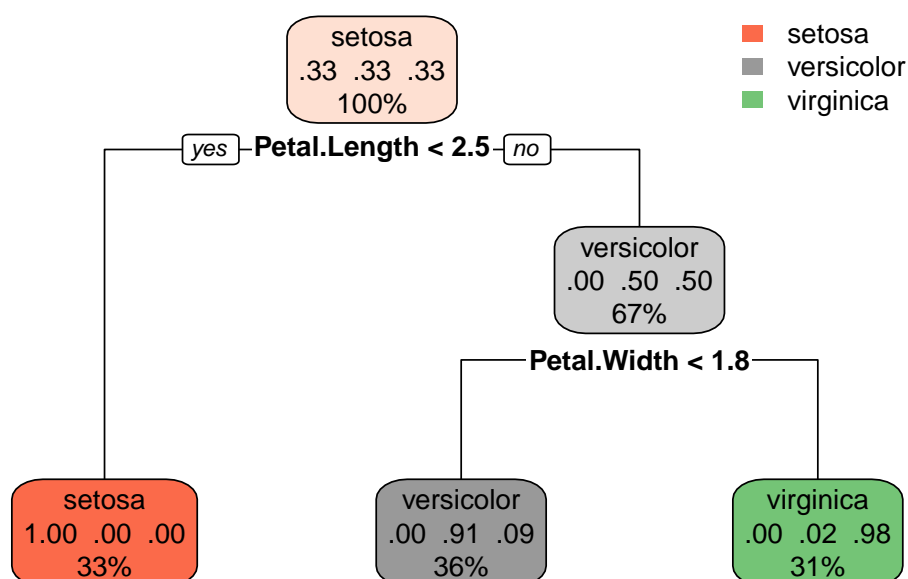 setosa
.33 .33 .33
100%
setosa
versicolor
virginica
yes Petal.Length < 2.5 no
versicolor
.00 .50 .50
67%
Petal.Width < 1.8
setosa
1.00 .00 .00
33%
versicolor
.00 .91 .09
36%
virginica
.00 .02 .98
31%